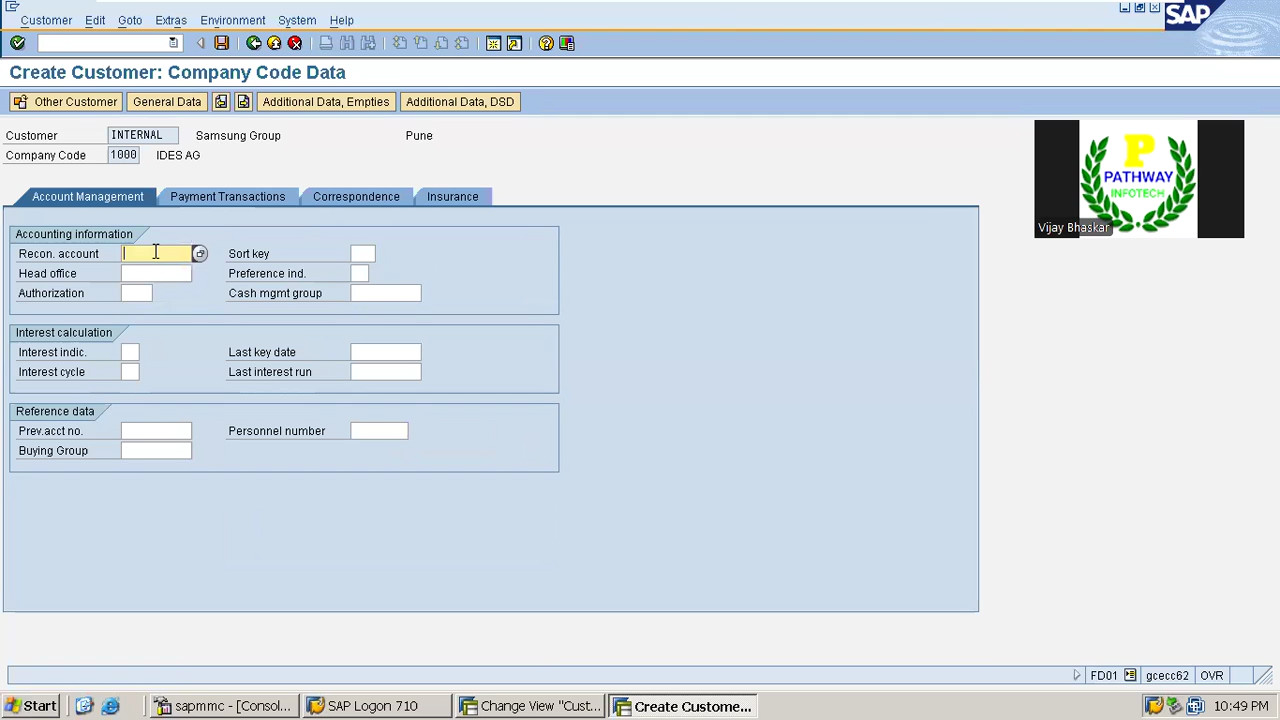 Customer Edit Goto Extras Environment System Help
SAP
Create Customer: Company Code Data
Other Customer General Data Additional Data, Empties Additional Data, DSD
Customer INTERNAL Samsung Group Pune
Company Code 1000 IDES AG
P
PATHWAY
INFOTECH
Vijay Bhaskar
Account Management Payment Transactions Correspondence Insurance
Accounting information
Recon. account Sort key
Head office Preference ind.
Authorization Cash mgmt group
Interest calculation
Interest indic. Last key date
Interest cycle Last interest run
Reference data
Prev.acct no. Personnel number
Buying Group
FD01 gcecc62 OVR
Start sapmmc - [Consol... SAP Logon 710 Change View "Cust... Create Custome... 10:49 PM